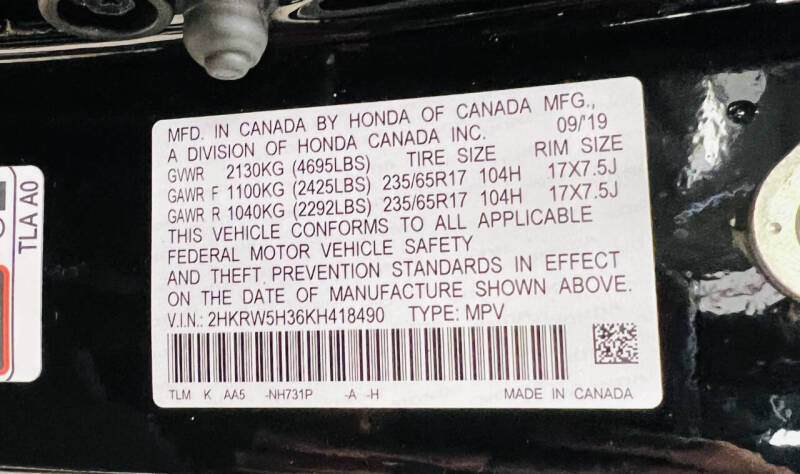 MFD. IN CANADA BY HONDA OF CANADA MFG.,
A DIVISION OF HONDA CANADA INC. 09/'19
GVWR 2130KG (4695LBS) TIRE SIZE RIM SIZE
GAWR F 1100KG (2425LBS) 235/65R17 104H 17X7.5J
GAWR R 1040KG (2292LBS) 235/65R17 104H 17X7.5J
THIS VEHICLE CONFORMS TO ALL APPLICABLE
FEDERAL MOTOR VEHICLE SAFETY
AND THEFT PREVENTION STANDARDS IN EFFECT
ON THE DATE OF MANUFACTURE SHOWN ABOVE.
V.I.N.: 2HKRW5H36KH418490 TYPE: MPV
TLM K AA5 -NH731P -A -H MADE IN CANADA
TLA A0